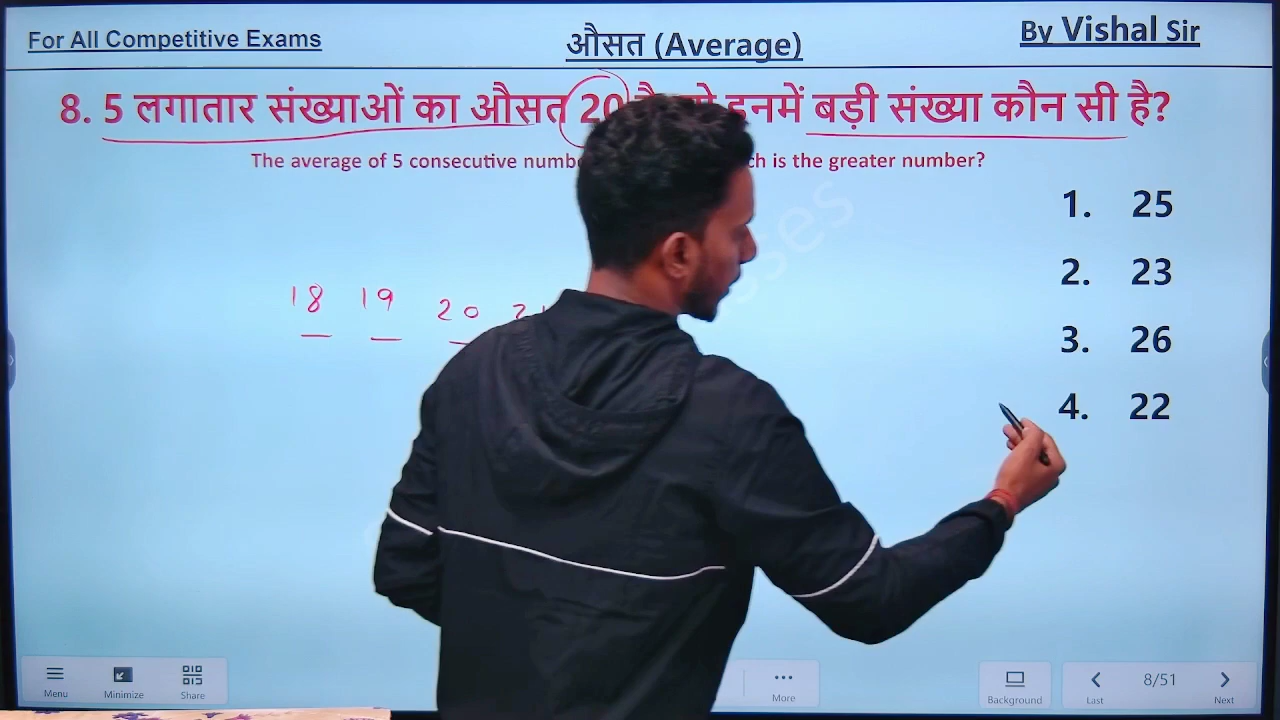 For All Competitive Exams
औसत (Average)
By Vishal Sir
8. 5 लगातार संख्याओं का औसत 20 इनमें बड़ी संख्या कौन सी है?
The average of 5 consecutive is the greater number?
1. 25
2. 23
3. 26
4. 22
18 19 20
Menu
Minimize
Share
More
Background
Last
8/51
Next